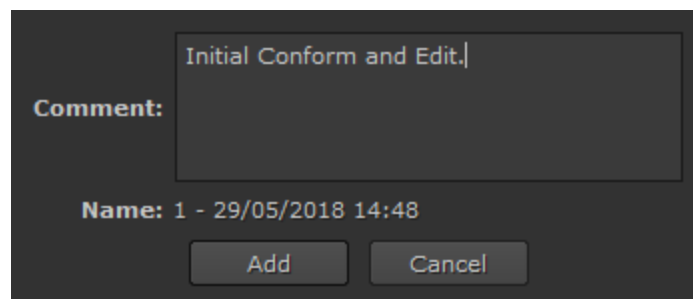 Initial Conform and Edit.
Comment:
Name: 1 - 29/05/2018 14:48
Add Cancel